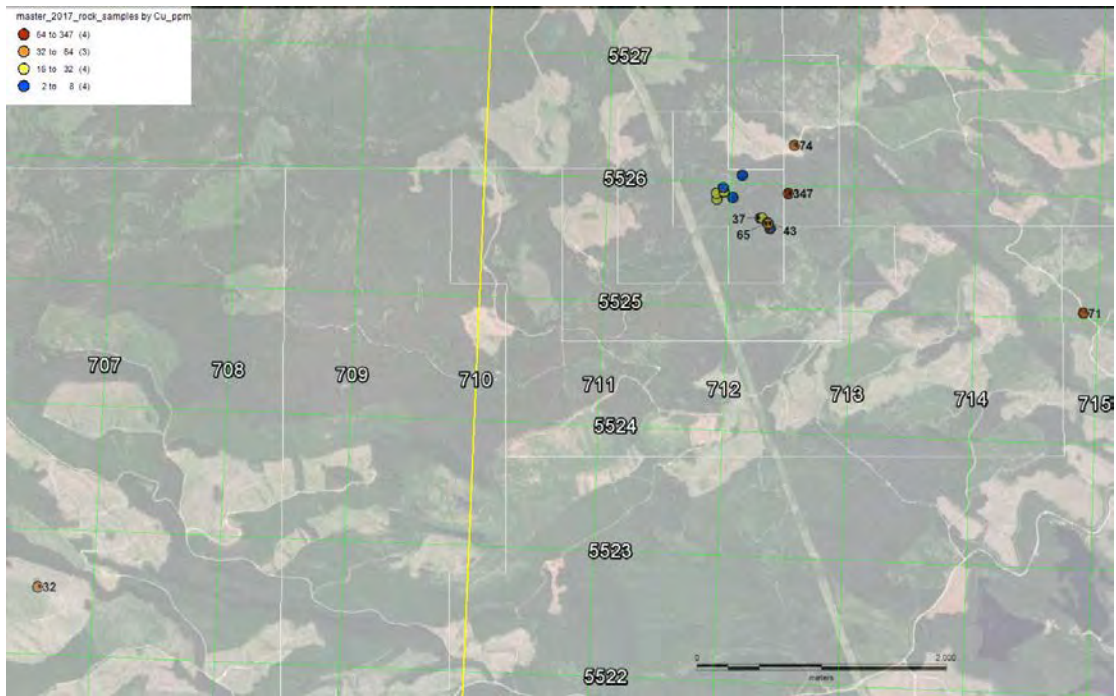 master_2017_rock_samples by Cu_ppm
64 to 347 (4)
32 to 64 (3)
16 to 32 (4)
2 to 8 (4)
5527
74
5526
347
37
65 43
5525
71
707 708 709 710 711 712 713 714 715
5524
5523
32
0 2,000
meters
5522